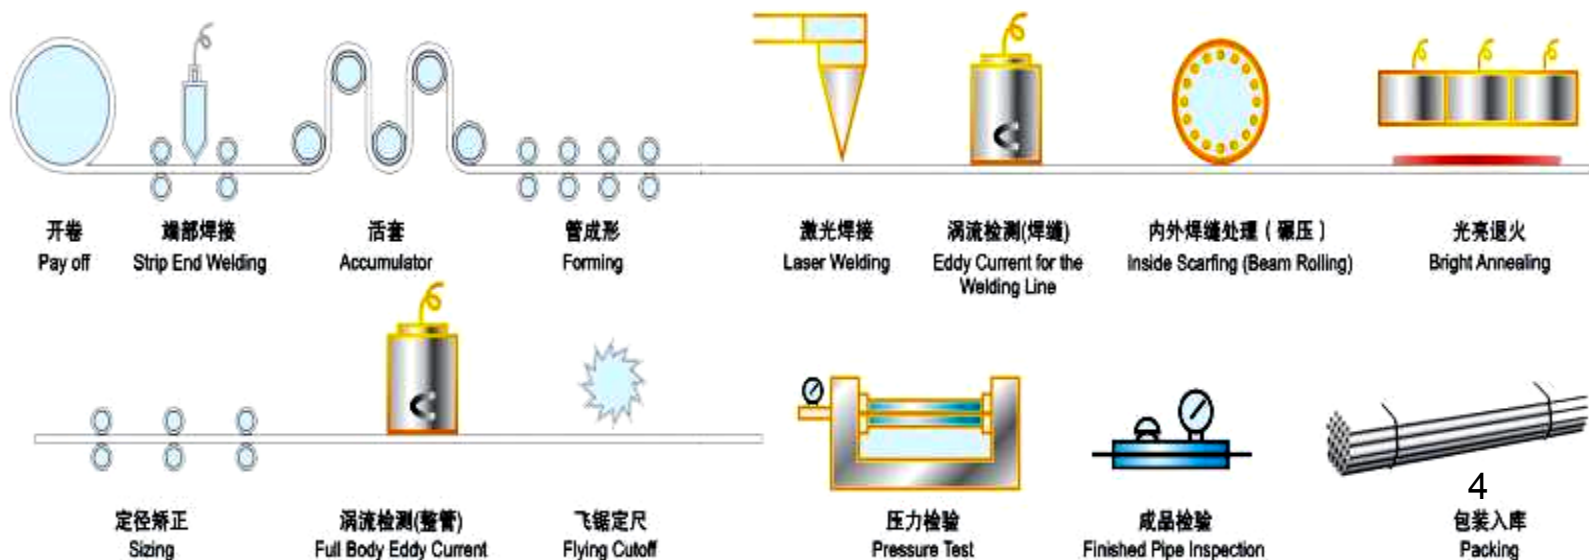 开卷
Pay off
端部焊接
Strip End Welding
活套
Accumulator
管成形
Forming
激光焊接
Laser Welding
涡流检测(焊缝)
Eddy Current for the
Welding Line
内外焊缝处理（碾压）
Inside Scarfing (Beam Rolling)
光亮退火
Bright Annealing
定径矫正
Sizing
涡流检测(整管)
Full Body Eddy Current
飞锯定尺
Flying Cutoff
压力检验
Pressure Test
成品检验
Finished Pipe Inspection
4
包装入库
Packing